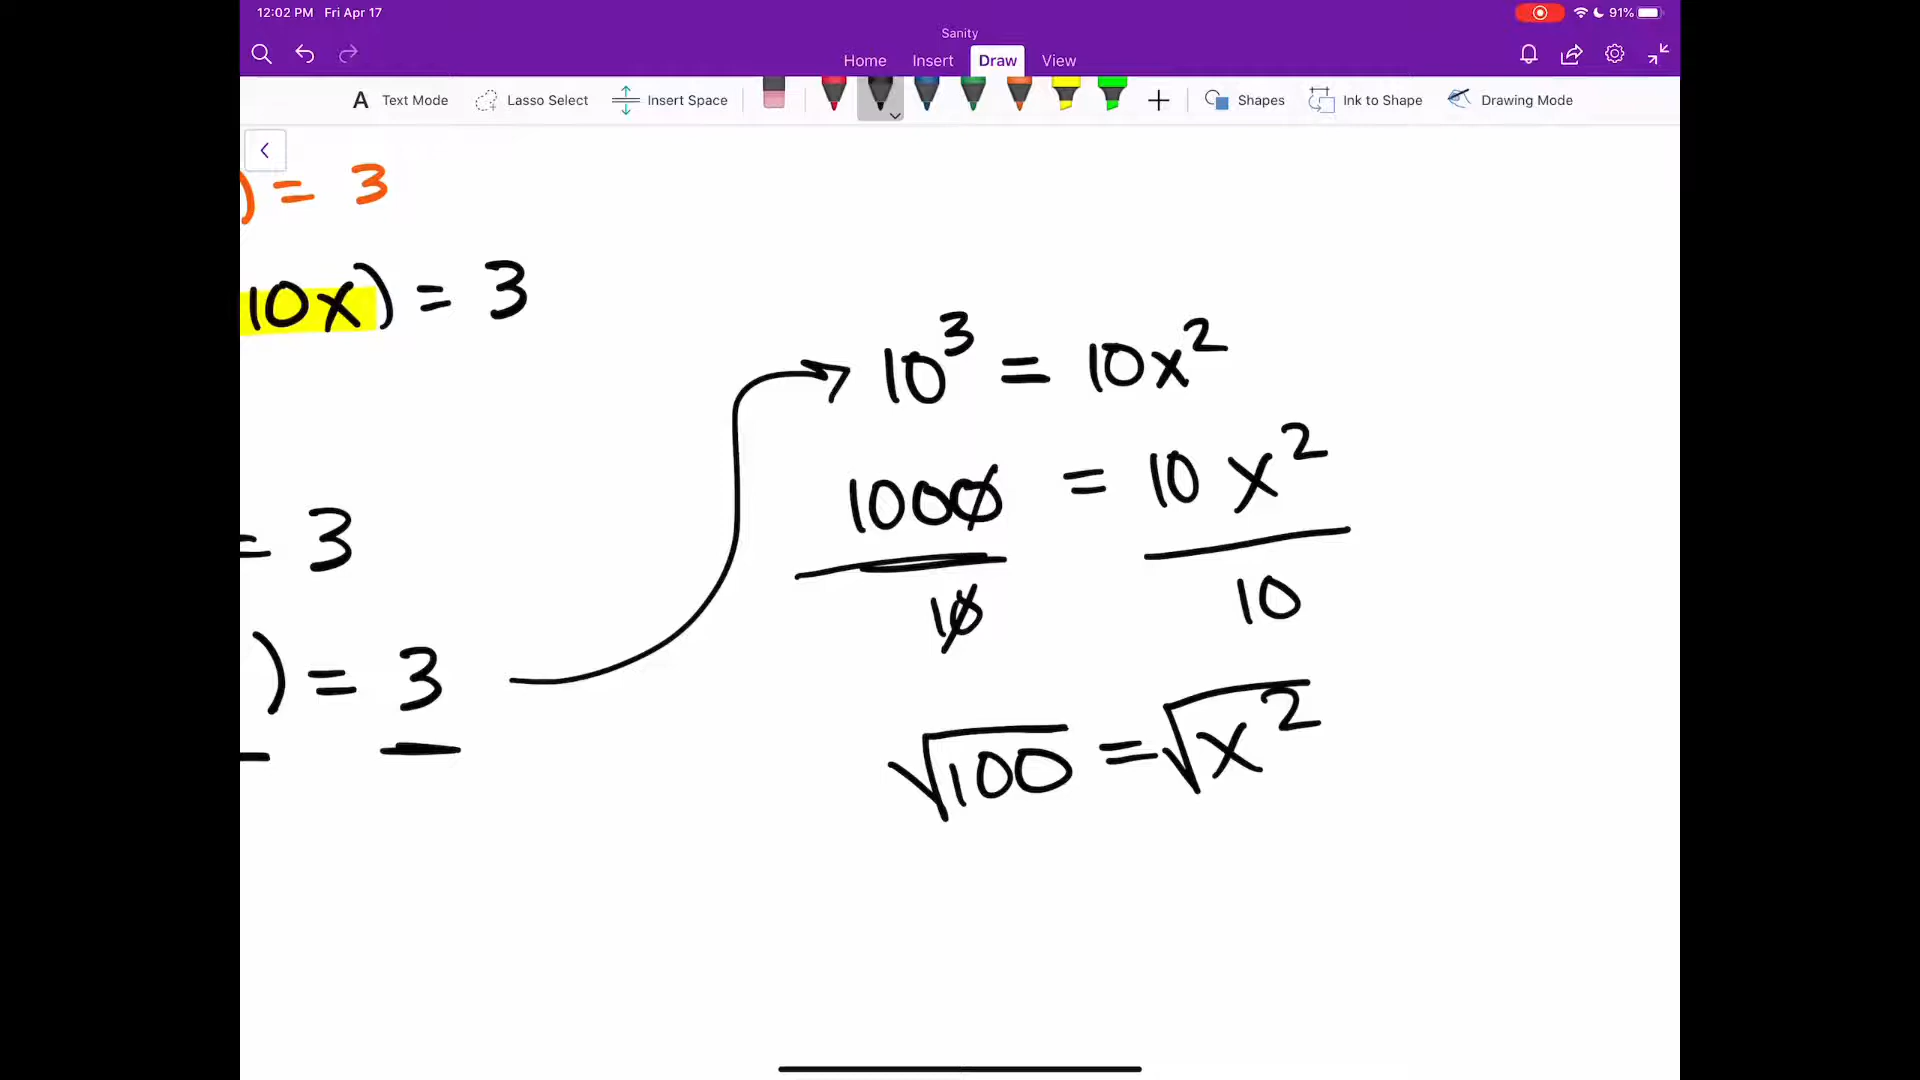 12:02 PM Fri Apr 17
91%
Sanity
Home Insert Draw View
A Text Mode Lasso Select Insert Space Shapes Ink to Shape Drawing Mode
) = 3
10x) = 3
= 3
) = 3
10³ = 10x²
1000 = 10x²
10 10
√100 = √x²